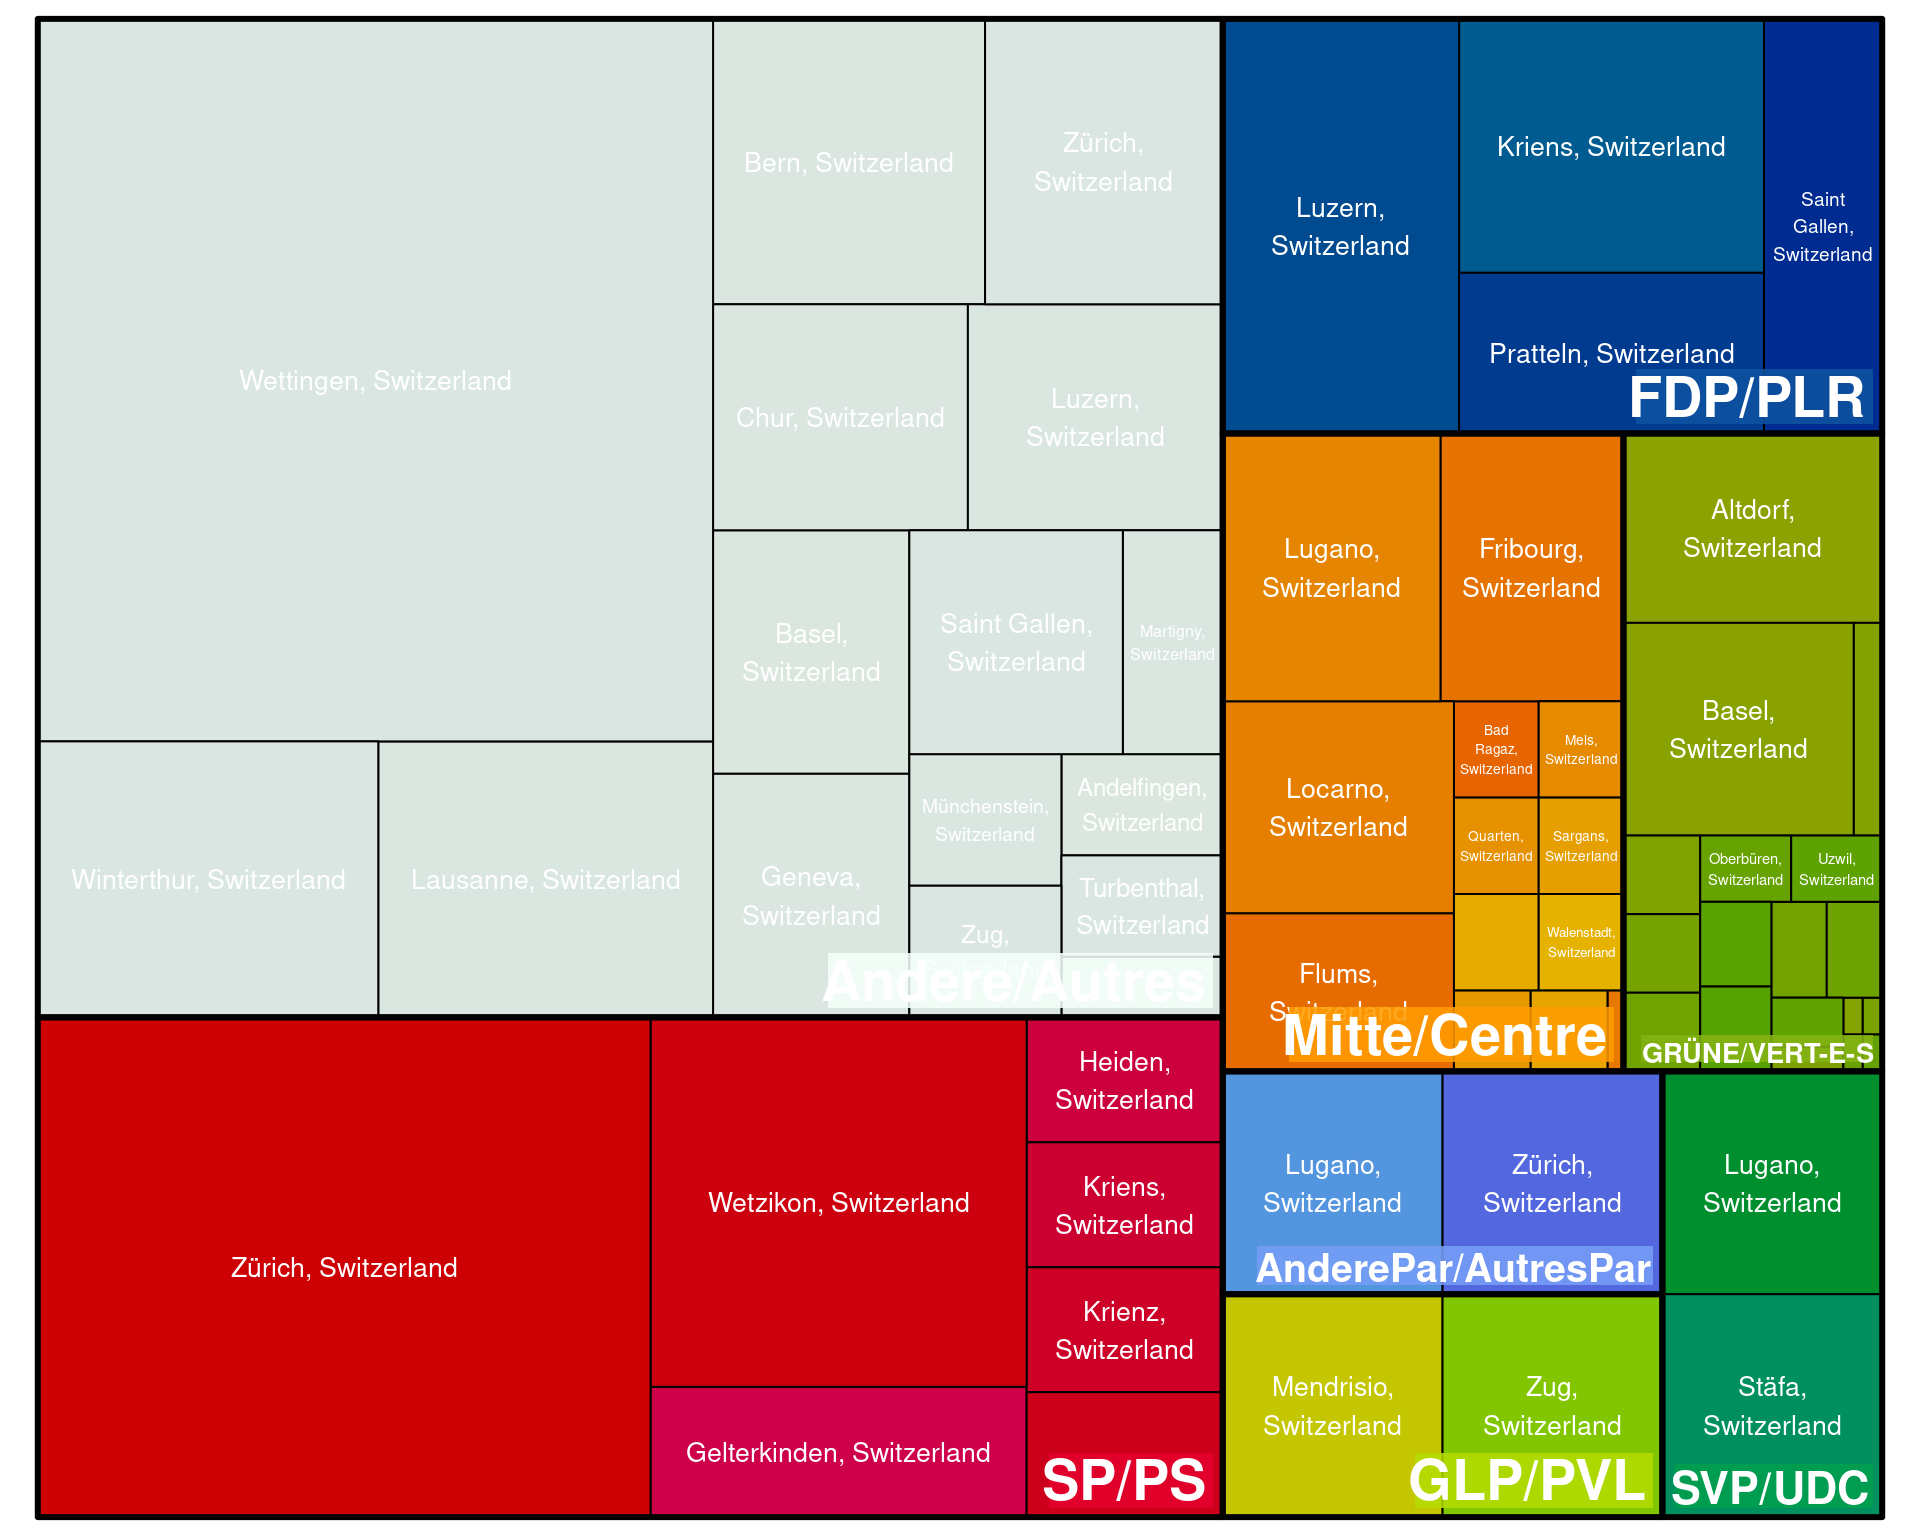 Wettingen, Switzerland
Bern, Switzerland
Zürich,
Switzerland
Chur, Switzerland
Luzern,
Switzerland
Basel,
Switzerland
Saint Gallen,
Switzerland
Martigny,
Switzerland
Winterthur, Switzerland
Lausanne, Switzerland
Geneva,
Switzerland
Münchenstein,
Switzerland
Andelfingen,
Switzerland
Turbenthal,
Switzerland
Zug,
Andere/Autres
Zürich, Switzerland
Wetzikon, Switzerland
Gelterkinden, Switzerland
Heiden,
Switzerland
Kriens,
Switzerland
Krienz,
Switzerland
SP/PS
Luzern,
Switzerland
Kriens, Switzerland
Pratteln, Switzerland
Saint
Gallen,
Switzerland
FDP/PLR
Lugano,
Switzerland
Fribourg,
Switzerland
Locarno,
Switzerland
Flums,
Switzerland
Bad
Ragaz,
Switzerland
Mels,
Switzerland
Quarten,
Switzerland
Sargans,
Switzerland
Walenstadt,
Switzerland
Mitte/Centre
Altdorf,
Switzerland
Basel,
Switzerland
Oberbüren,
Switzerland
Uzwil,
Switzerland
GRÜNE/VERT-E-S
Lugano,
Switzerland
Zürich,
Switzerland
AnderePar/AutresPar
Mendrisio,
Switzerland
Zug,
Switzerland
GLP/PVL
Lugano,
Switzerland
Stäfa,
Switzerland
SVP/UDC